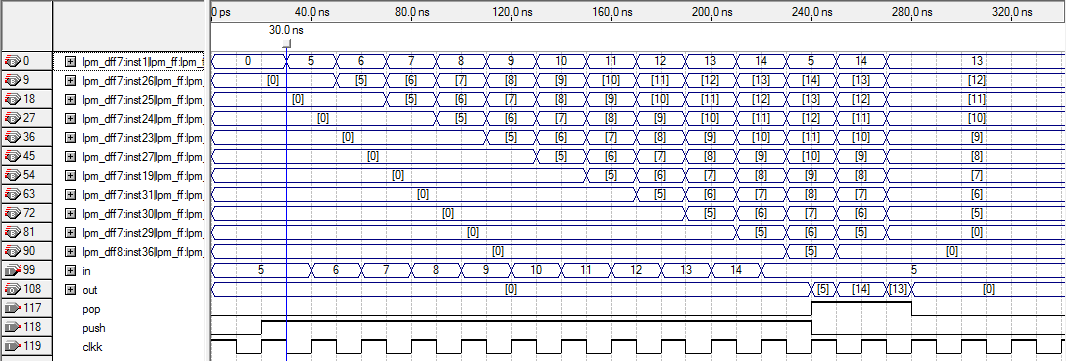 0 ps 40.0 ns 80.0 ns 120.0 ns 160.0 ns 200.0 ns 240.0 ns 280.0 ns 320.0 ns
30.0 ns
0 lpm_dff7:inst1|lpm_ff:lpm_f 0 5 6 7 8 9 10 11 12 13 14 5 14 13
9 lpm_dff7:inst26|lpm_ff:lpm_ [0] [5] [6] [7] [8] [9] [10] [11] [12] [13] [14] [13] [12]
18 lpm_dff7:inst25|lpm_ff:lpm_ [0] [5] [6] [7] [8] [9] [10] [11] [12] [13] [12] [11]
27 lpm_dff7:inst24|lpm_ff:lpm_ [0] [5] [6] [7] [8] [9] [10] [11] [12] [11] [10]
36 lpm_dff7:inst23|lpm_ff:lpm_ [0] [5] [6] [7] [8] [9] [10] [11] [10] [9]
45 lpm_dff7:inst27|lpm_ff:lpm_ [0] [5] [6] [7] [8] [9] [10] [9] [8]
54 lpm_dff7:inst19|lpm_ff:lpm_ [0] [5] [6] [7] [8] [9] [8] [7]
63 lpm_dff7:inst31|lpm_ff:lpm_ [0] [5] [6] [7] [8] [7] [6]
72 lpm_dff7:inst30|lpm_ff:lpm_ [0] [5] [6] [7] [6] [5]
81 lpm_dff7:inst29|lpm_ff:lpm_ [0] [5] [6] [5] [0]
90 lpm_dff8:inst36|lpm_ff:lpm_ [0] [5] [0]
99 in 5 6 7 8 9 10 11 12 13 14 5
108 out [0] [5] [14] [13] [0]
117 pop
118 push
119 clkk